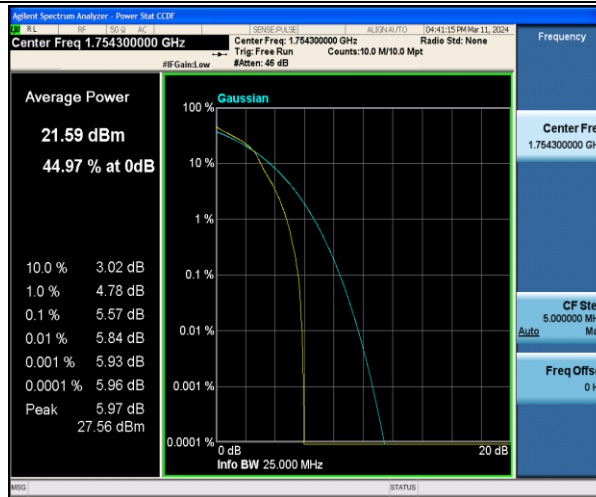 Agilent Spectrum Analyzer - Power Stat CCDF
RL RF 50 Ω AC SENSE:PULSE ALIGN AUTO 04:41:15 PM Mar 11, 2024
Center Freq 1.754300000 GHz
Center Freq: 1.754300000 GHz Radio Std: None
Trig: Free Run Counts:10.0 M/10.0 Mpt
#IFGain:Low #Atten: 46 dB
Frequency
Average Power
21.59 dBm
44.97 % at 0dB
10.0 % 3.02 dB
1.0 % 4.78 dB
0.1 % 5.57 dB
0.01 % 5.84 dB
0.001 % 5.93 dB
0.0001 % 5.96 dB
Peak 5.97 dB
27.56 dBm
100 % Gaussian
10 %
1 %
0.1 %
0.01 %
0.001 %
0.0001 %
0 dB 20 dB
Info BW 25.000 MHz
Center Fre
1.754300000 GH
CF Ste
5.000000 MH
Auto Ma
Freq Offs
0 H
MSG STATUS